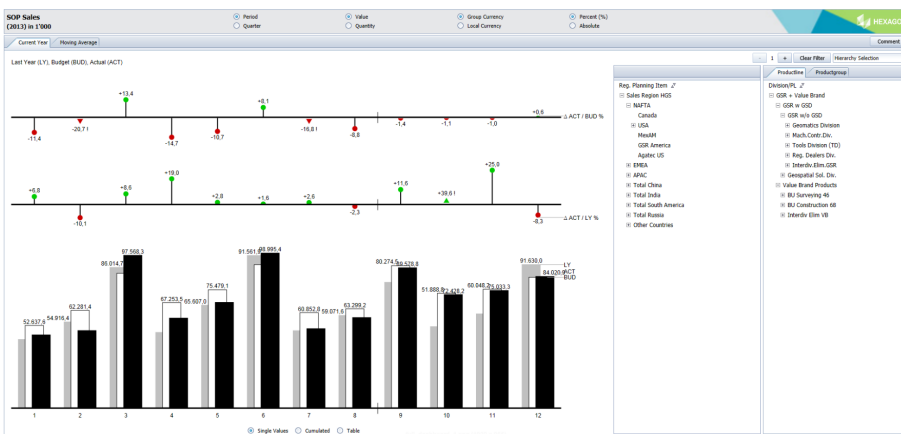 SOP Sales
(2013) in 1'000
Period
Quarter
Value
Quantity
Group Currency
Local Currency
Percent (%)
Absolute
HEXAGO
Current Year
Moving Average
Comment
- 1 + Clear Filter Hierarchy Selection
Last Year (LY), Budget (BUD), Actual (ACT)
+13,4
+8,1
+0,6
Δ ACT / BUD %
-11,4
-20,7 !
-14,7
-10,7
-16,8 !
-8,8
-1,4
-1,1
-1,0
+6,8
+8,6
+19,0
+2,8
+1,6
+2,6
+11,6
+39,6 !
+25,0
-10,1
-2,3
-8,3
Δ ACT / LY %
52.637,6
54.916,4
62.281,4
86.014,7
97.568,3
67.253,5
65.607,0
75.479,1
91.561,9
98.995,4
60.852,8
59.071,6
63.299,2
80.274,5
51.888,8
72.428,2
60.048,2
75.033,3
91.630,0
84.020,9
LY
ACT
BUD
1 2 3 4 5 6 7 8 9 10 11 12
Single Values
Cumulated
Table
Reg. Planning Item
Sales Region HGS
NAFTA
Canada
USA
MexAM
GSR America
Agatec US
EMEA
APAC
Total China
Total India
Total South America
Total Russia
Other Countries
Productline
Productgroup
Division/PL
GSR + Value Brand
GSR w GSD
GSR w/o GSD
Geomatics Division
Mach.Contr.Div.
Tools Division (TD)
Reg. Dealers Div.
Interdiv.Elim.GSR
Geospatial Sol. Div.
Value Brand Products
BU Surveying 46
BU Construction 68
Interdiv Elim VB